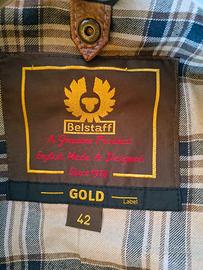 Belstaff
A Genuine Product
English Made & Designed
Since 1924
GOLD
Label
42